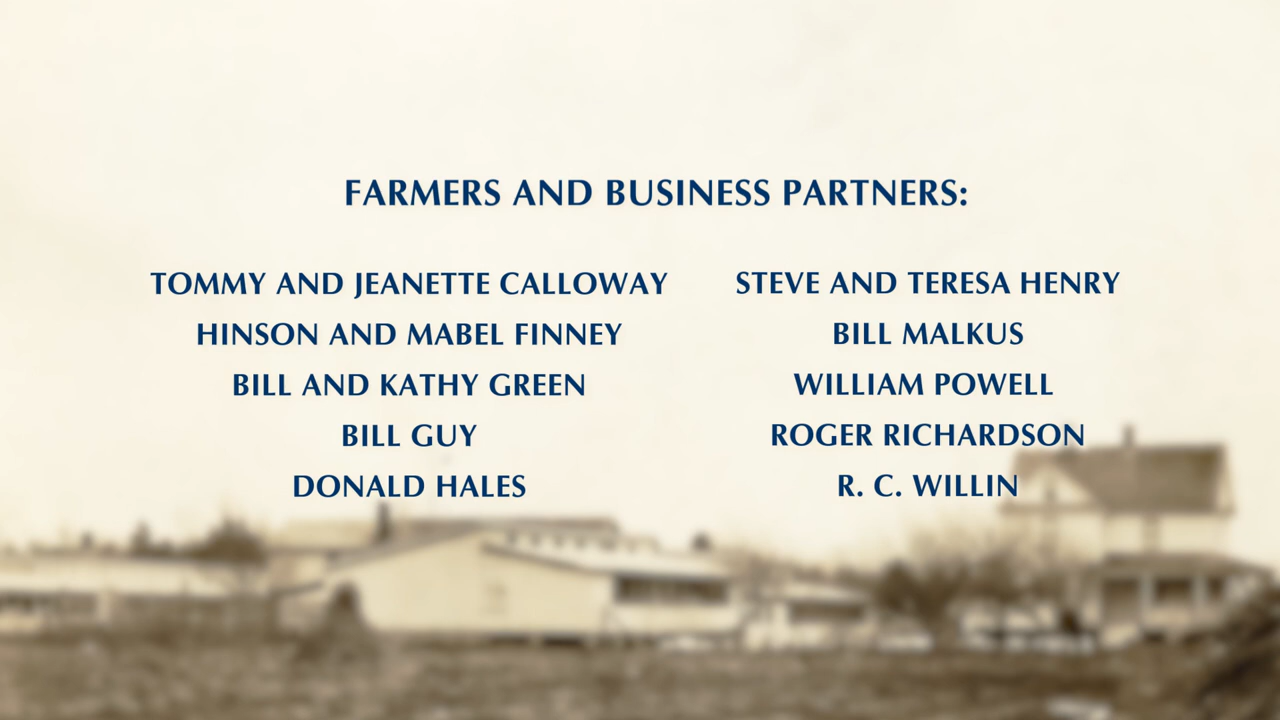 FARMERS AND BUSINESS PARTNERS:
TOMMY AND JEANETTE CALLOWAY
HINSON AND MABEL FINNEY
BILL AND KATHY GREEN
BILL GUY
DONALD HALES
STEVE AND TERESA HENRY
BILL MALKUS
WILLIAM POWELL
ROGER RICHARDSON
R. C. WILLIN